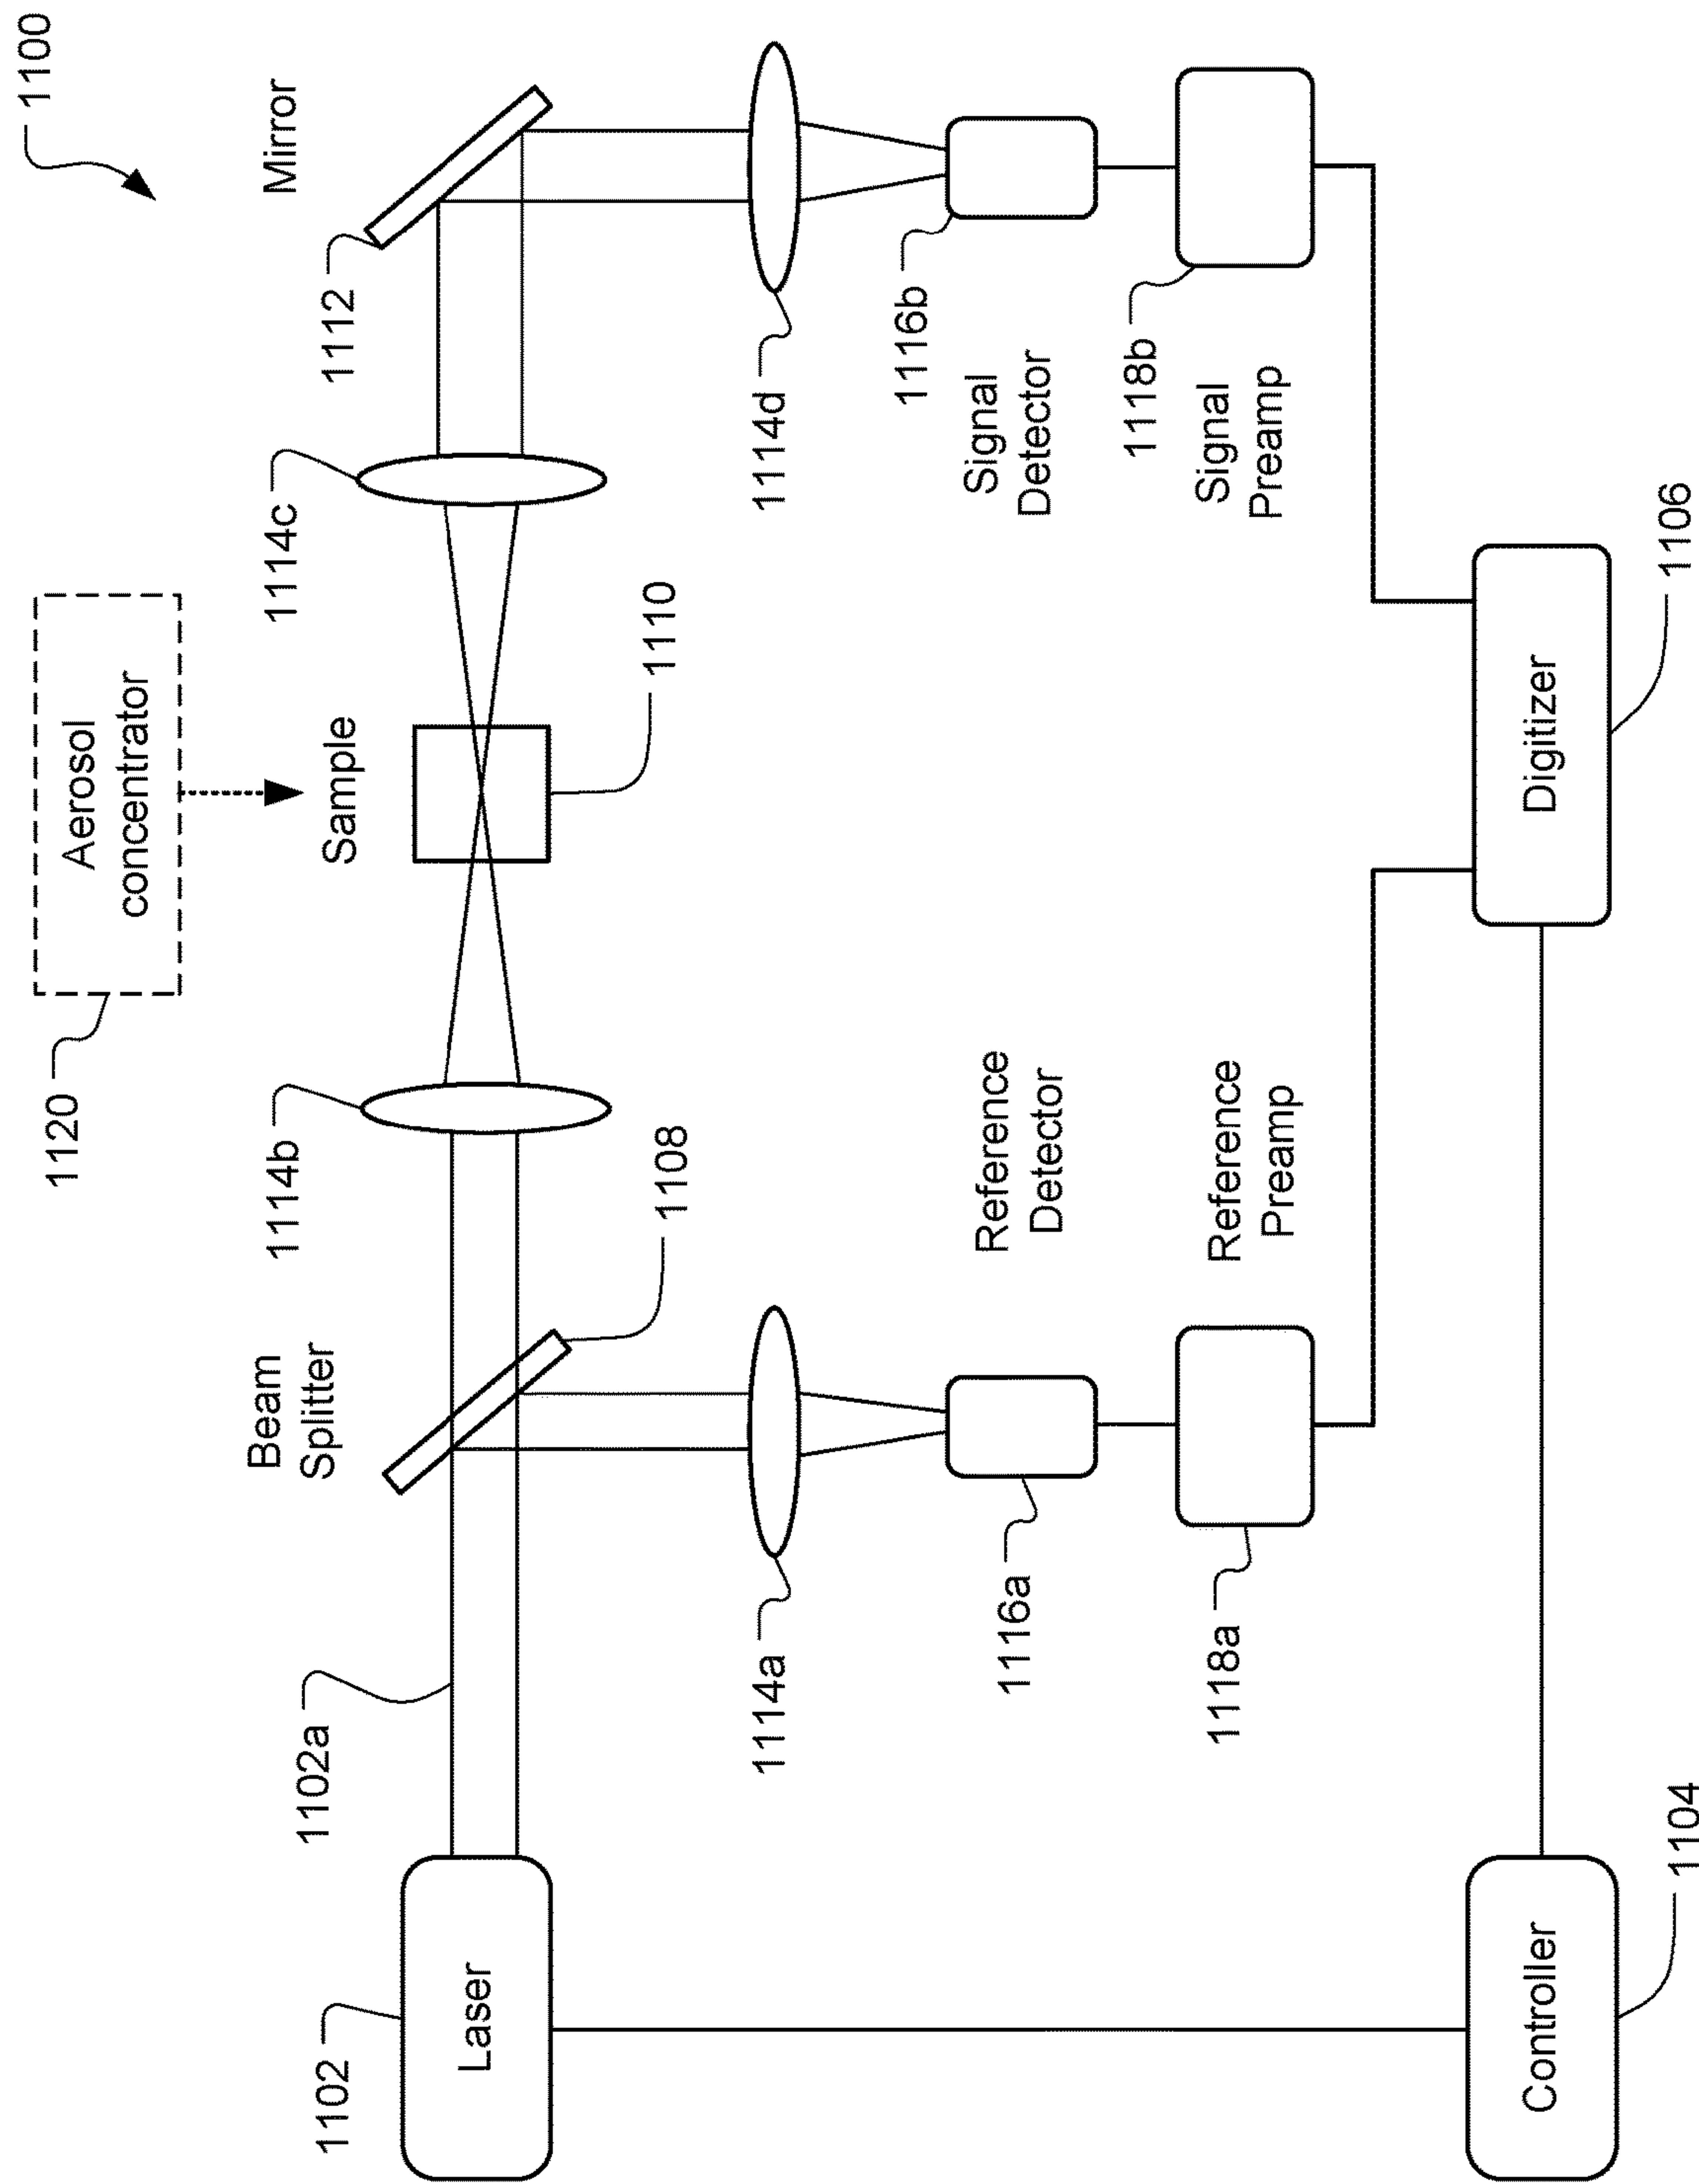 1100
1120
Aerosol
concentrator
Mirror
1112
1114c
Sample
1110
1114b
Beam
Splitter
1108
1102a
1102
Laser
1114a
1114d
1116a
Reference
Detector
1116b
Signal
Detector
1118a
Reference
Preamp
1118b
Signal
Preamp
Controller
1104
Digitizer
1106